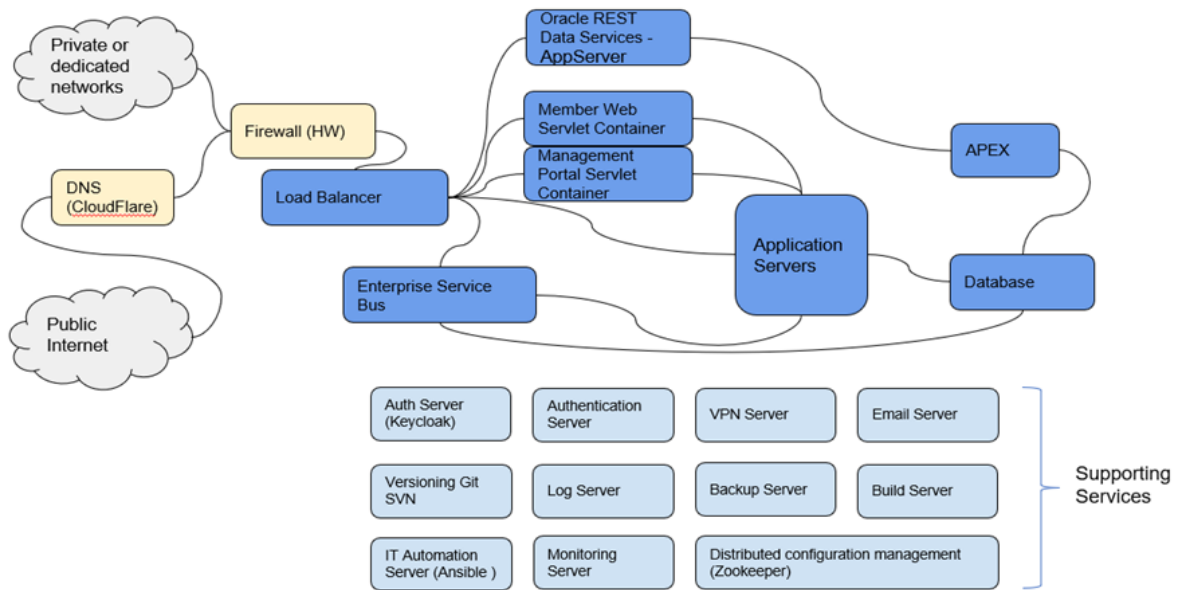 Private or
dedicated
networks
Oracle REST
Data Services -
AppServer
Firewall (HW)
Member Web
Servlet Container
Management
Portal Servlet
Container
APEX
DNS
(CloudFlare)
Load Balancer
Application
Servers
Enterprise Service
Bus
Database
Public
Internet
Auth Server
(Keycloak)
Authentication
Server
VPN Server
Email Server
Versioning Git
SVN
Log Server
Backup Server
Build Server
Supporting
Services
IT Automation
Server (Ansible )
Monitoring
Server
Distributed configuration management
(Zookeeper)